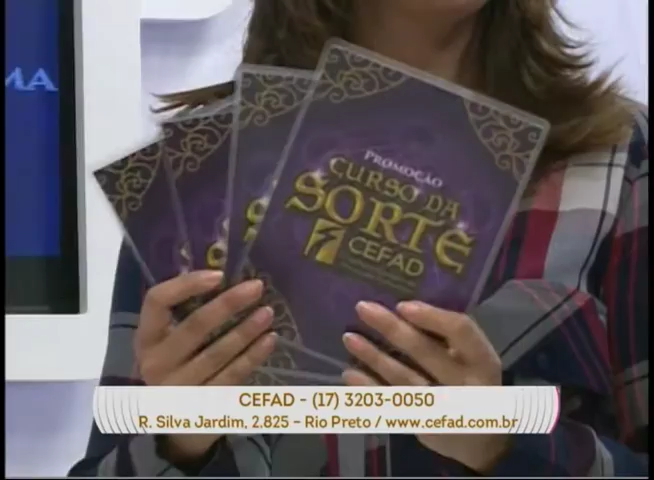 MA
PROMOÇÃO
CURSO DA
SORTE
CEFAD
CEFAD - (17) 3203-0050
R. Silva Jardim, 2.825 - Rio Preto / www.cefad.com.br